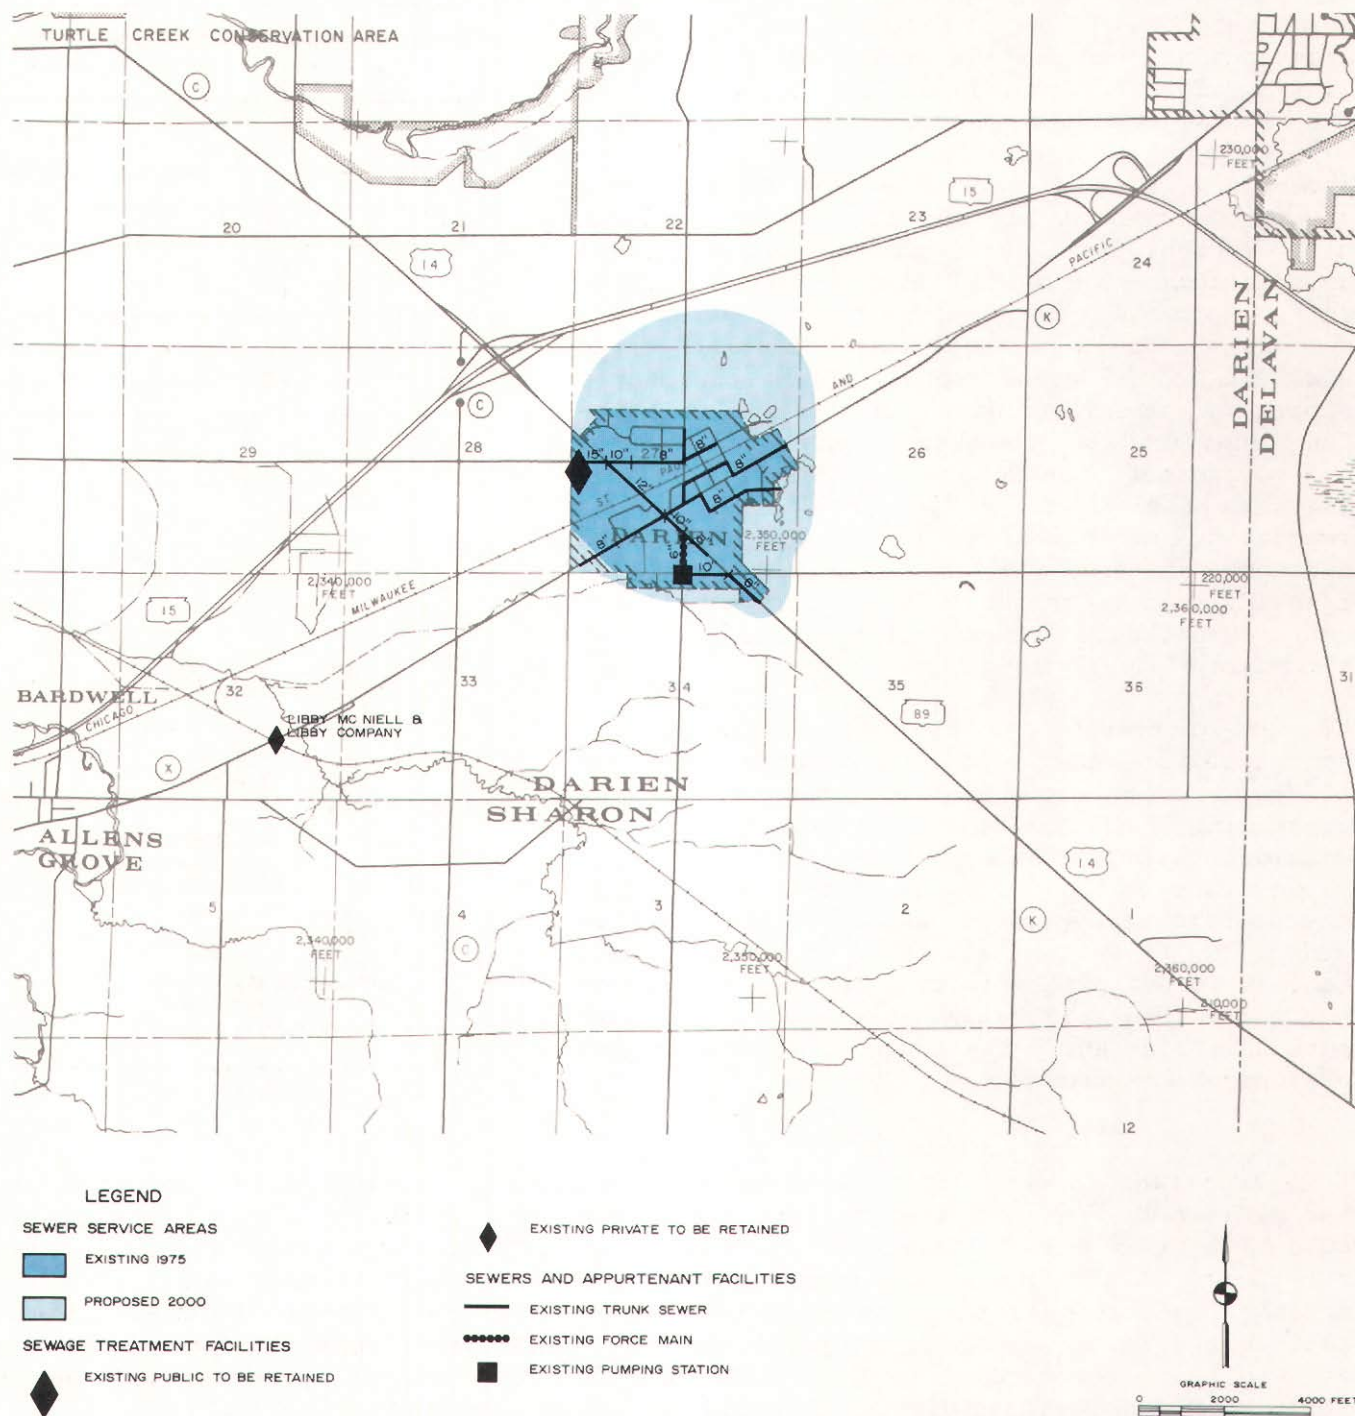 TURTLE CREEK CONSERVATION AREA
C
230,000
FEET
15
20
21
22
23
14
PACIFIC
24
K
DARIEN
DELAVAN
AND
C
29
28
15" 10" 8"
27
8"
8"
PAUL
26
25
12"
ST.
8"
10"
8"
DARIEN
2,350,000
FEET
6"
10"
6"
2,340,000
FEET
MILWAUKEE
15
220,000
FEET
2,360,000
FEET
BARDWELL
CHICAGO
32
33
34
35
36
31
LIBBY MC NIELL &
LIBBY COMPANY
89
X
DARIEN
SHARON
ALLENS
GROVE
14
5
4
3
2
1
C
K
2,340,000
FEET
2,350,000
FEET
2,360,000
FEET
210,000
FEET
12
LEGEND
SEWER SERVICE AREAS
EXISTING 1975
PROPOSED 2000
SEWAGE TREATMENT FACILITIES
EXISTING PUBLIC TO BE RETAINED
EXISTING PRIVATE TO BE RETAINED
SEWERS AND APPURTENANT FACILITIES
EXISTING TRUNK SEWER
EXISTING FORCE MAIN
EXISTING PUMPING STATION
GRAPHIC SCALE
0 2000 4000 FEET